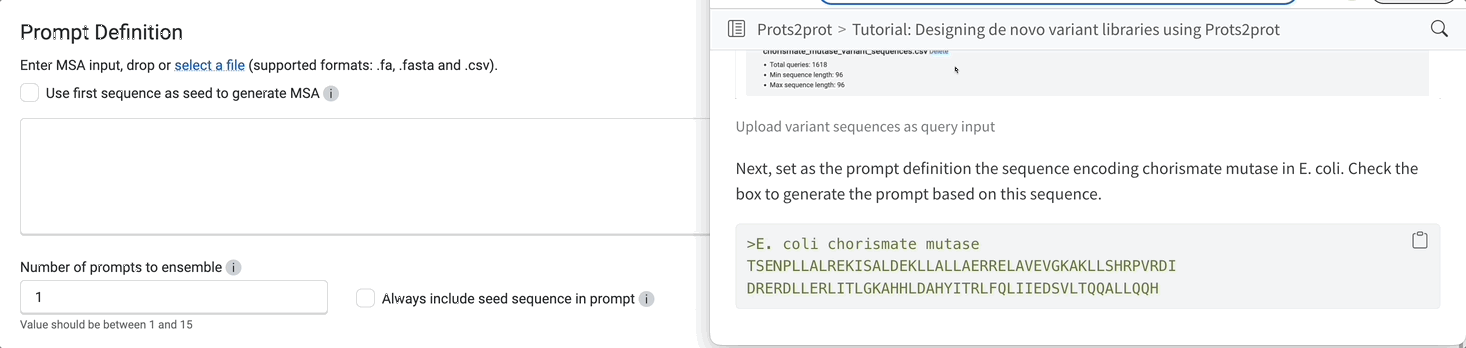 Prompt Definition
Enter MSA input, drop or select a file (supported formats: .fa, .fasta and .csv).
Use first sequence as seed to generate MSA i
Number of prompts to ensemble i
1
Always include seed sequence in prompt i
Value should be between 1 and 15
Prots2prot > Tutorial: Designing de novo variant libraries using Prots2prot
chorismate_mutase_variant_sequences.csv Delete
• Total queries: 1618
• Min sequence length: 96
• Max sequence length: 96
Upload variant sequences as query input
Next, set as the prompt definition the sequence encoding chorismate mutase in E. coli. Check the
box to generate the prompt based on this sequence.
>E. coli chorismate mutase
TSENPLLALREKISALDEKLLALLAERRELAVEVGKAKLLSHRPVRDI
DRERDLLERLITLGKAHHLDAHYITRLFQLIIEDSVLTQQALLQQH